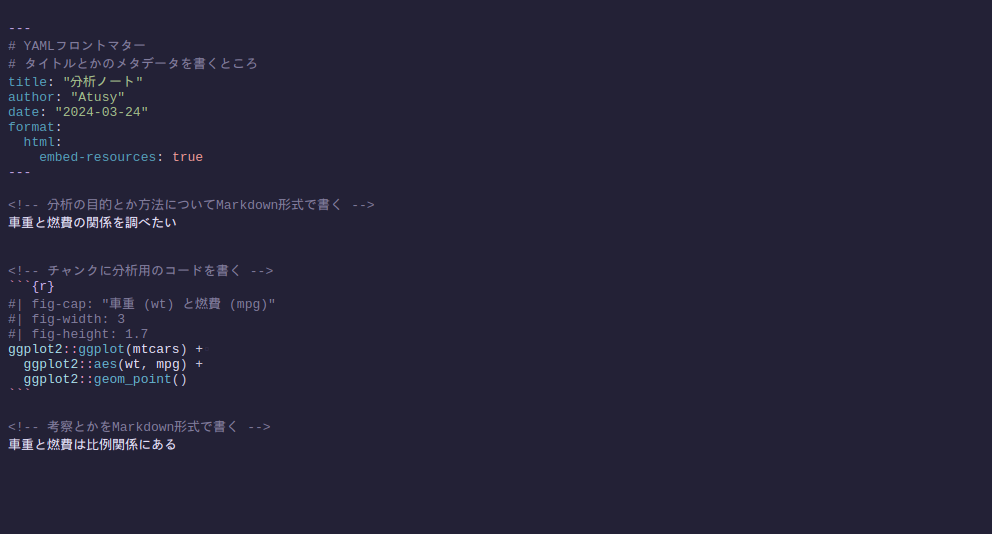 ---
# YAMLフロントマター
# タイトルとかのメタデータを書くところ
title: "分析ノート"
author: "Atusy"
date: "2024-03-24"
format:
  html:
    embed-resources: true
---
<!-- 分析の目的とか方法についてMarkdown形式で書く -->
車重と燃費の関係を調べたい
<!-- チャンクに分析用のコードを書く -->
```{r}
#| fig-cap: "車重 (wt) と燃費 (mpg)"
#| fig-width: 3
#| fig-height: 1.7
ggplot2::ggplot(mtcars) +
  ggplot2::aes(wt, mpg) +
  ggplot2::geom_point()
```
<!-- 考察とかをMarkdown形式で書く -->
車重と燃費は比例関係にある